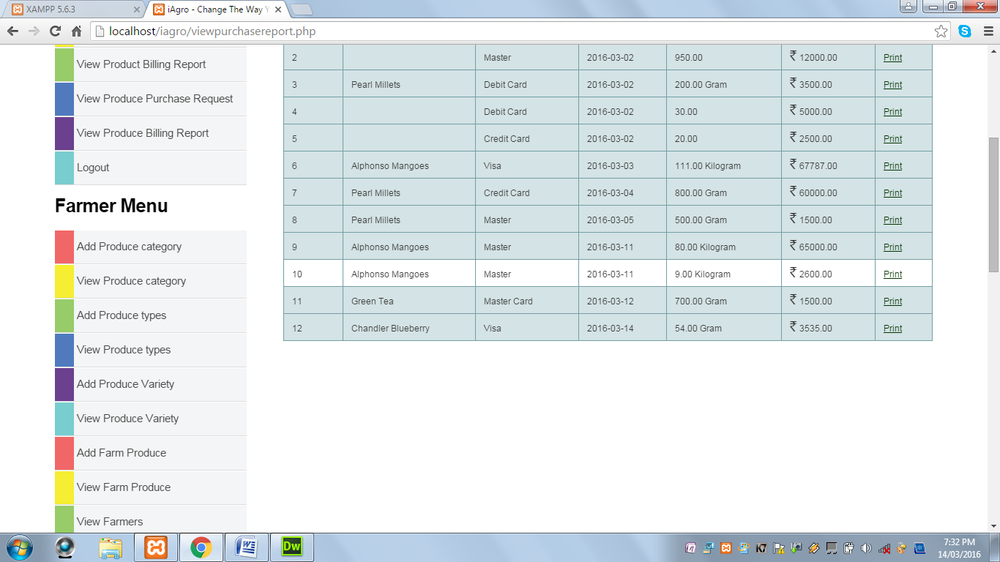 XAMPP 5.6.3
iAgro - Change The Way Y
localhost/iagro/viewpurchasereport.php
View Product Billing Report
View Produce Purchase Request
View Produce Billing Report
Logout
Farmer Menu
Add Produce category
View Produce category
Add Produce types
View Produce types
Add Produce Variety
View Produce Variety
Add Farm Produce
View Farm Produce
View Farmers
2 Master 2016-03-02 950.00 ₹ 12000.00 Print
3 Pearl Millets Debit Card 2016-03-02 200.00 Gram ₹ 3500.00 Print
4 Debit Card 2016-03-02 30.00 ₹ 5000.00 Print
5 Credit Card 2016-03-02 20.00 ₹ 2500.00 Print
6 Alphonso Mangoes Visa 2016-03-03 111.00 Kilogram ₹ 67787.00 Print
7 Pearl Millets Credit Card 2016-03-04 800.00 Gram ₹ 60000.00 Print
8 Pearl Millets Master 2016-03-05 500.00 Gram ₹ 1500.00 Print
9 Alphonso Mangoes Master 2016-03-11 80.00 Kilogram ₹ 65000.00 Print
10 Alphonso Mangoes Master 2016-03-11 9.00 Kilogram ₹ 2600.00 Print
11 Green Tea Master Card 2016-03-12 700.00 Gram ₹ 1500.00 Print
12 Chandler Blueberry Visa 2016-03-14 54.00 Gram ₹ 3535.00 Print
Dw
K7
7:32 PM
14/03/2016